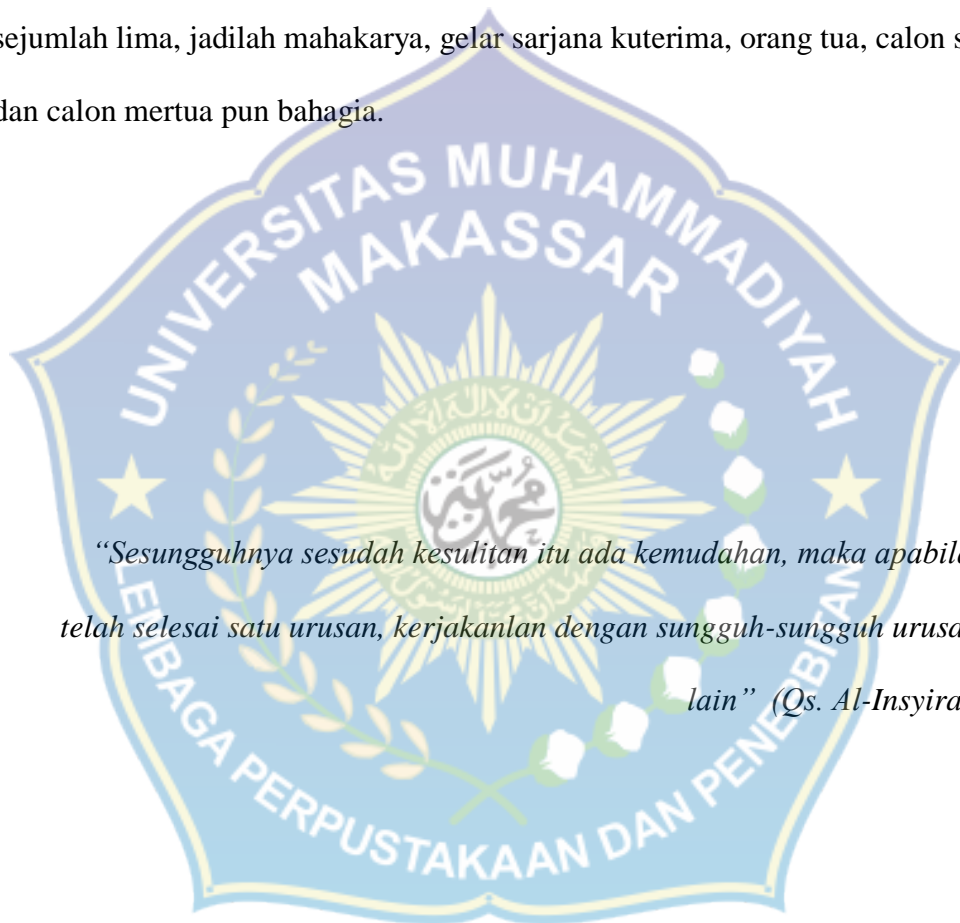 sejumlah lima, jadilah mahakarya, gelar sarjana kuterima, orang tua, calon s
dan calon mertua pun bahagia.
UNIVERSITAS MUHAMMADIYAH
MAKASSAR
“Sesungguhnya sesudah kesulitan itu ada kemudahan, maka apabila
telah selesai satu urusan, kerjakanlan dengan sungguh-sungguh urusa
lain” (Qs. Al-Insyira
LEMBAGA PERPUSTAKAAN DAN PENERBITAN